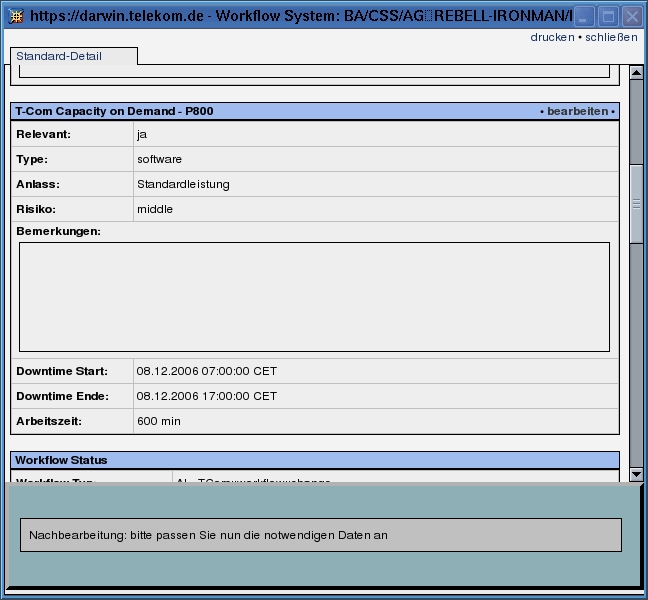 https://darwin.telekom.de - Workflow System: BA/CSS/AG□REBELL-IRONMAN/
drucken • schließen
Standard-Detail
T-Com Capacity on Demand - P800 • bearbeiten •
Relevant: ja
Type: software
Anlass: Standardleistung
Risiko: middle
Bemerkungen:
Downtime Start: 08.12.2006 07:00:00 CET
Downtime Ende: 08.12.2006 17:00:00 CET
Arbeitszeit: 600 min
Workflow Status
Nachbearbeitung: bitte passen Sie nun die notwendigen Daten an